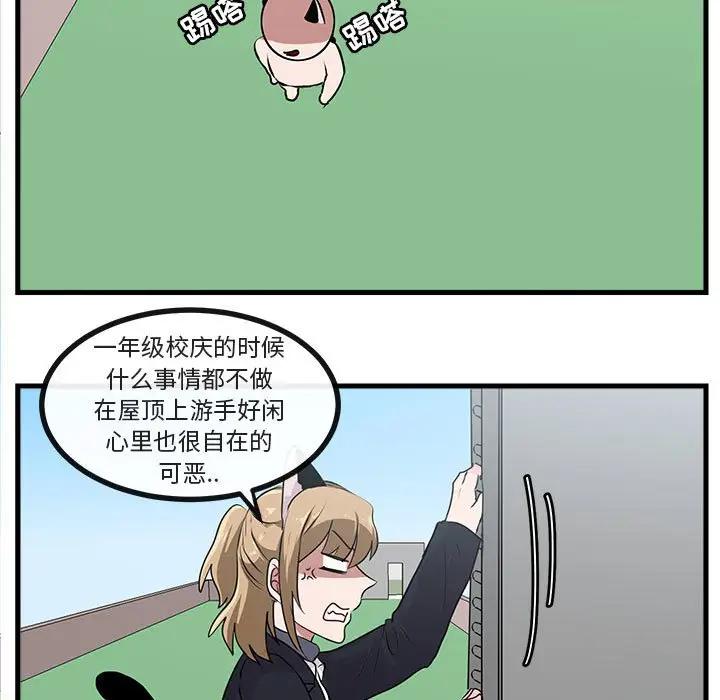 踢嗒
踢嗒
一年级校庆的时候
什么事情都不做
在屋顶上游手好闲
心里也很自在的
可恶..